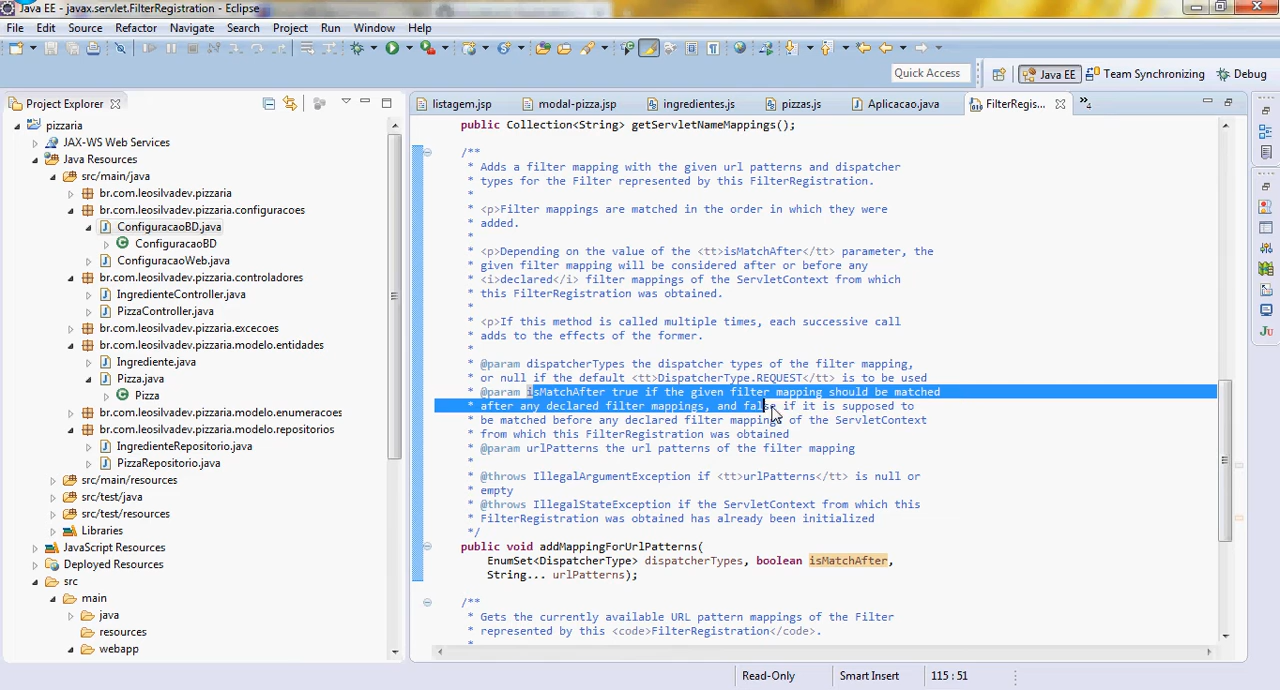 Java EE - javax.servlet.FilterRegistration - Eclipse
File Edit Source Refactor Navigate Search Project Run Window Help
Quick Access Java EE Team Synchronizing Debug
Project Explorer
listagem.jsp modal-pizza.jsp ingredientes.js pizzas.js Aplicacao.java FilterRegis...
pizzaria
JAX-WS Web Services
Java Resources
src/main/java
br.com.leosilvadev.pizzaria
br.com.leosilvadev.pizzaria.configuracoes
ConfiguracaoBD.java
ConfiguracaoBD
ConfiguracaoWeb.java
br.com.leosilvadev.pizzaria.controladores
IngredienteController.java
PizzaController.java
br.com.leosilvadev.pizzaria.excecoes
br.com.leosilvadev.pizzaria.modelo.entidades
Ingrediente.java
Pizza.java
Pizza
br.com.leosilvadev.pizzaria.modelo.enumeracoes
br.com.leosilvadev.pizzaria.modelo.repositorios
IngredienteRepositorio.java
PizzaRepositorio.java
src/main/resources
src/test/java
src/test/resources
Libraries
JavaScript Resources
Deployed Resources
src
main
java
resources
webapp
public Collection<String> getServletNameMappings();
/**
* Adds a filter mapping with the given url patterns and dispatcher
* types for the Filter represented by this FilterRegistration.
*
* <p>Filter mappings are matched in the order in which they were
* added.
*
* <p>Depending on the value of the <tt>isMatchAfter</tt> parameter, the
* given filter mapping will be considered after or before any
* <i>declared</i> filter mappings of the ServletContext from which
* this FilterRegistration was obtained.
*
* <p>If this method is called multiple times, each successive call
* adds to the effects of the former.
*
* @param dispatcherTypes the dispatcher types of the filter mapping,
* or null if the default <tt>DispatcherType.REQUEST</tt> is to be used
* @param isMatchAfter true if the given filter mapping should be matched
* after any declared filter mappings, and false if it is supposed to
* be matched before any declared filter mappings of the ServletContext
* from which this FilterRegistration was obtained
* @param urlPatterns the url patterns of the filter mapping
*
* @throws IllegalArgumentException if <tt>urlPatterns</tt> is null or
* empty
* @throws IllegalStateException if the ServletContext from which this
* FilterRegistration was obtained has already been initialized
*/
public void addMappingForUrlPatterns(
EnumSet<DispatcherType> dispatcherTypes, boolean isMatchAfter,
String... urlPatterns);
/**
* Gets the currently available URL pattern mappings of the Filter
* represented by this <code>FilterRegistration</code>.
*
Read-Only Smart Insert 115 : 51